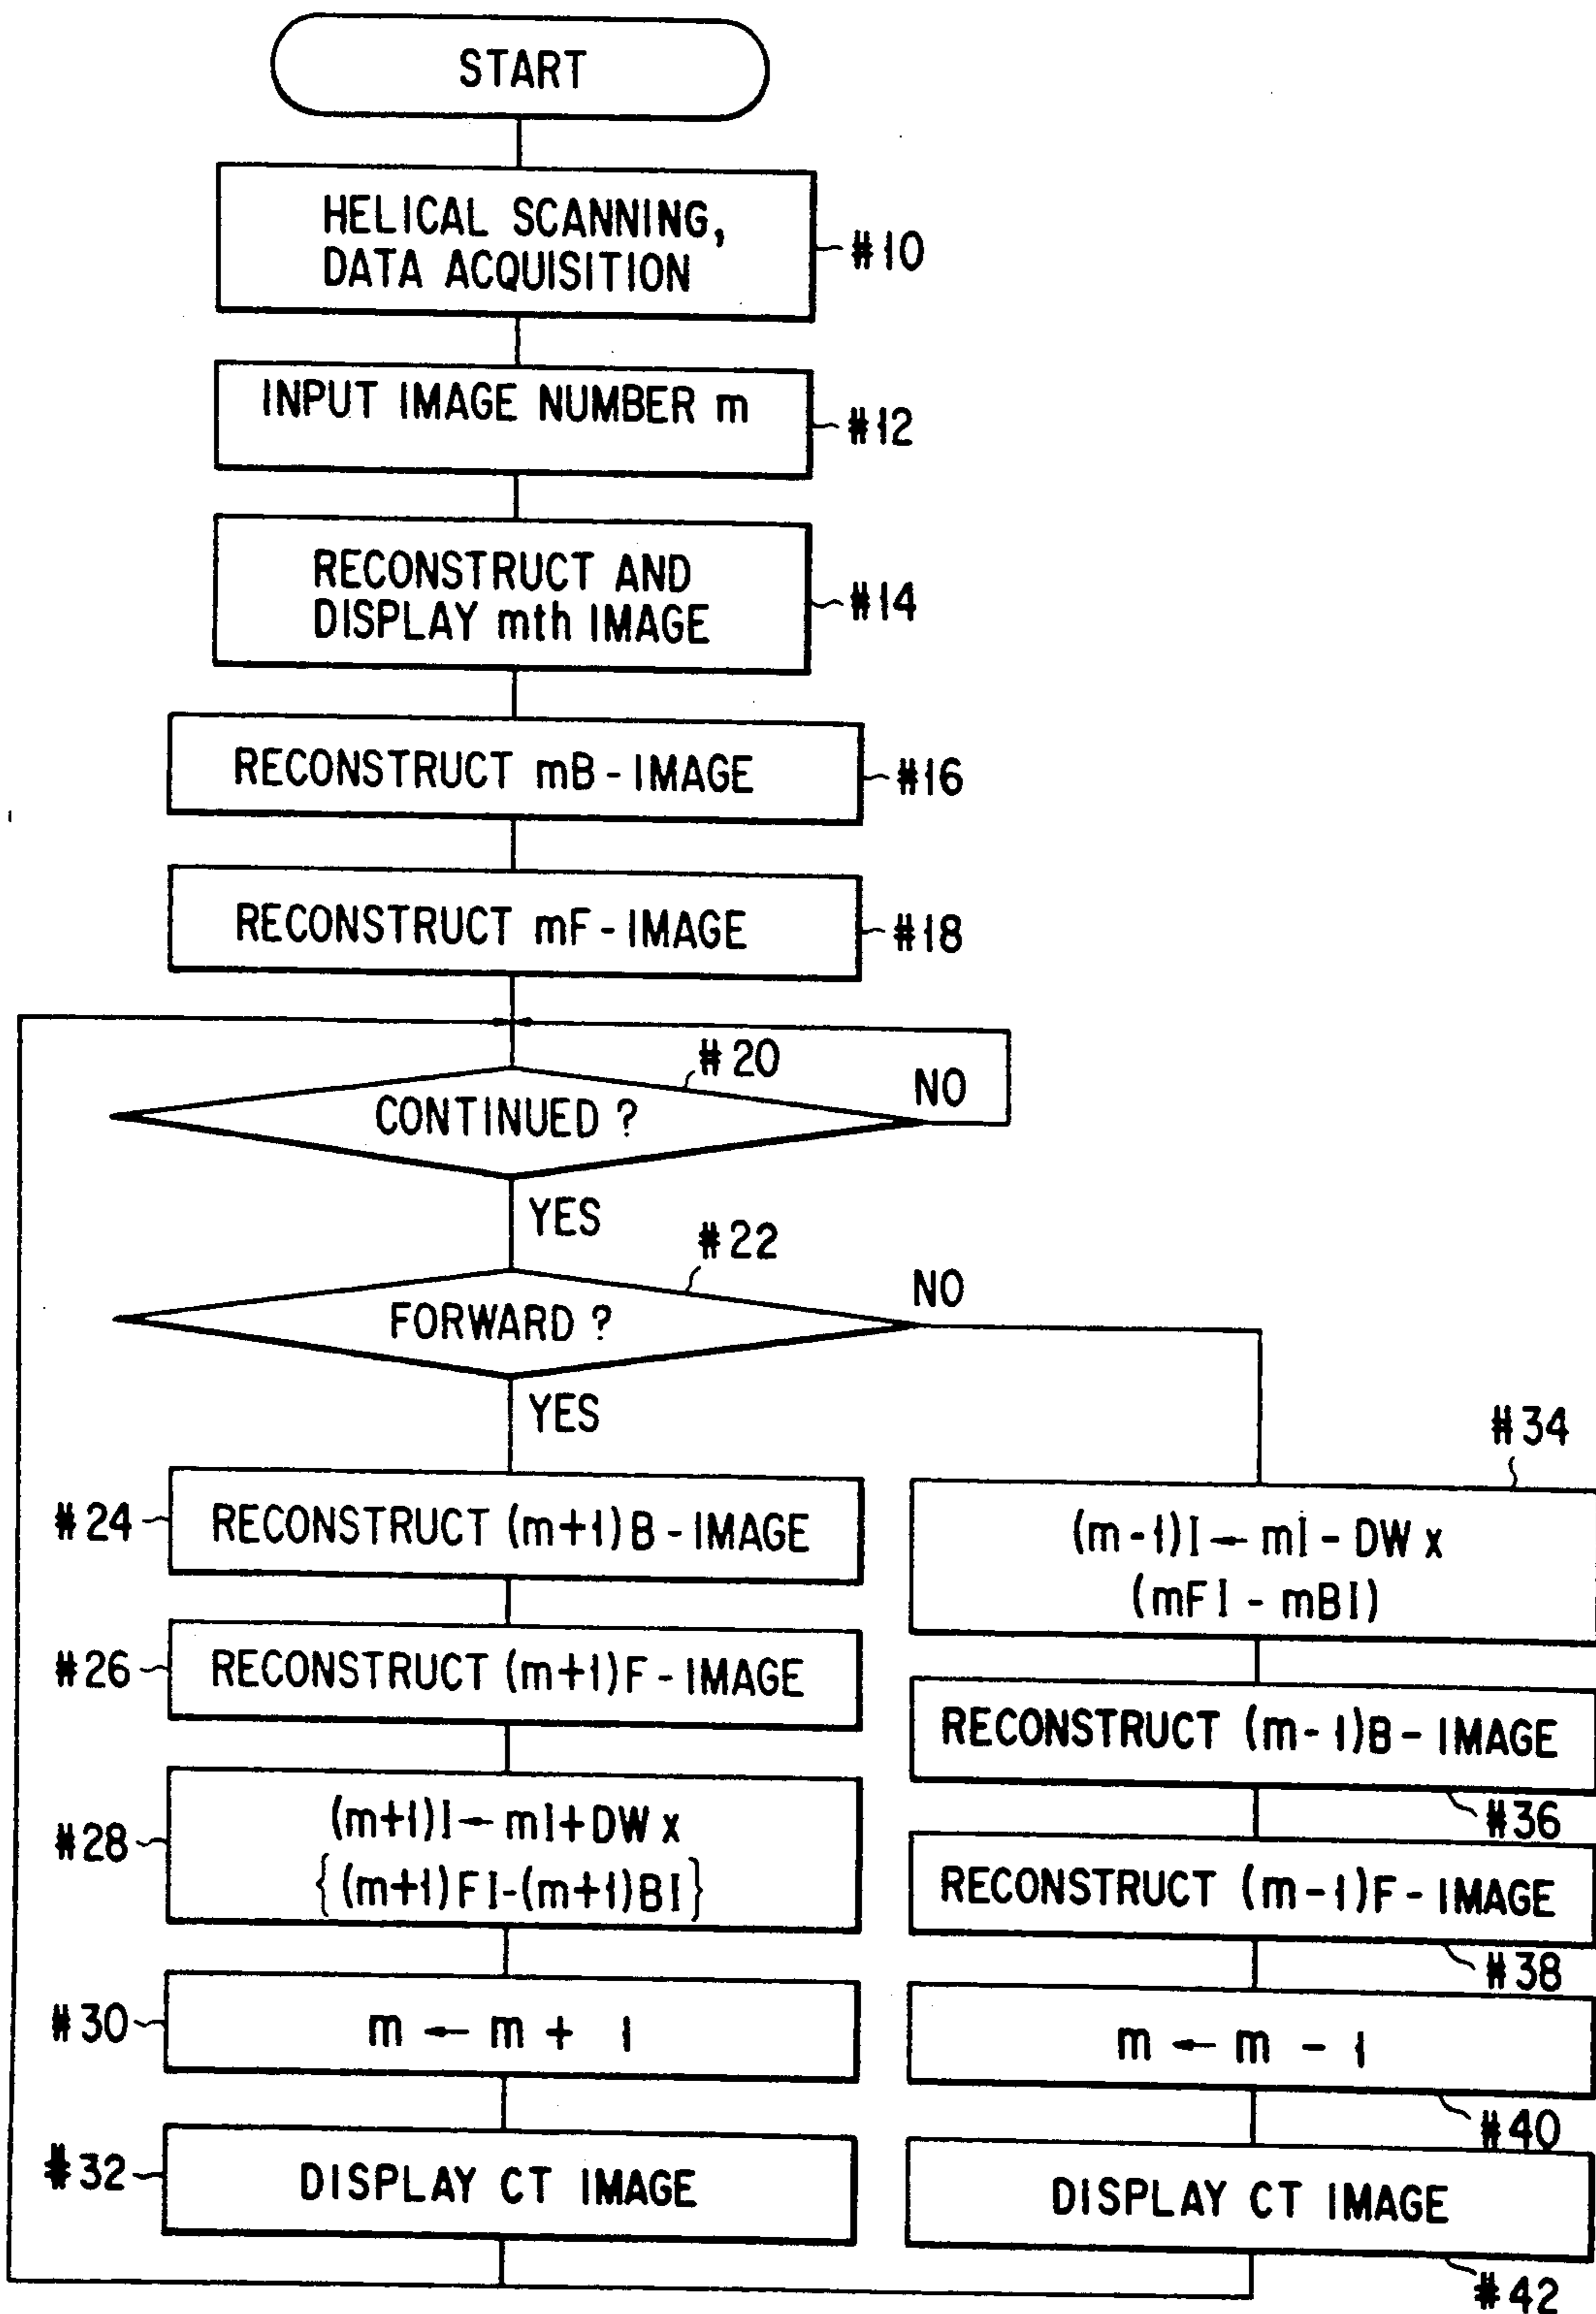 START
HELICAL SCANNING,
DATA ACQUISITION
#10
INPUT IMAGE NUMBER m
#12
RECONSTRUCT AND
DISPLAY mth IMAGE
#14
RECONSTRUCT mB-IMAGE
#16
RECONSTRUCT mF-IMAGE
#18
#20
CONTINUED ?
NO
YES
#22
FORWARD ?
NO
YES
#24
RECONSTRUCT (m+1)B-IMAGE
#26
RECONSTRUCT (m+1)F-IMAGE
#28
(m+1)I←mI+DW x
{(m+1)FI-(m+1)BI}
#30
m ← m + 1
#32
DISPLAY CT IMAGE
#34
(m-1)I←mI-DW x
(mFI-mBI)
RECONSTRUCT (m-1)B-IMAGE
#36
RECONSTRUCT (m-1)F-IMAGE
#38
m ← m - 1
#40
DISPLAY CT IMAGE
#42